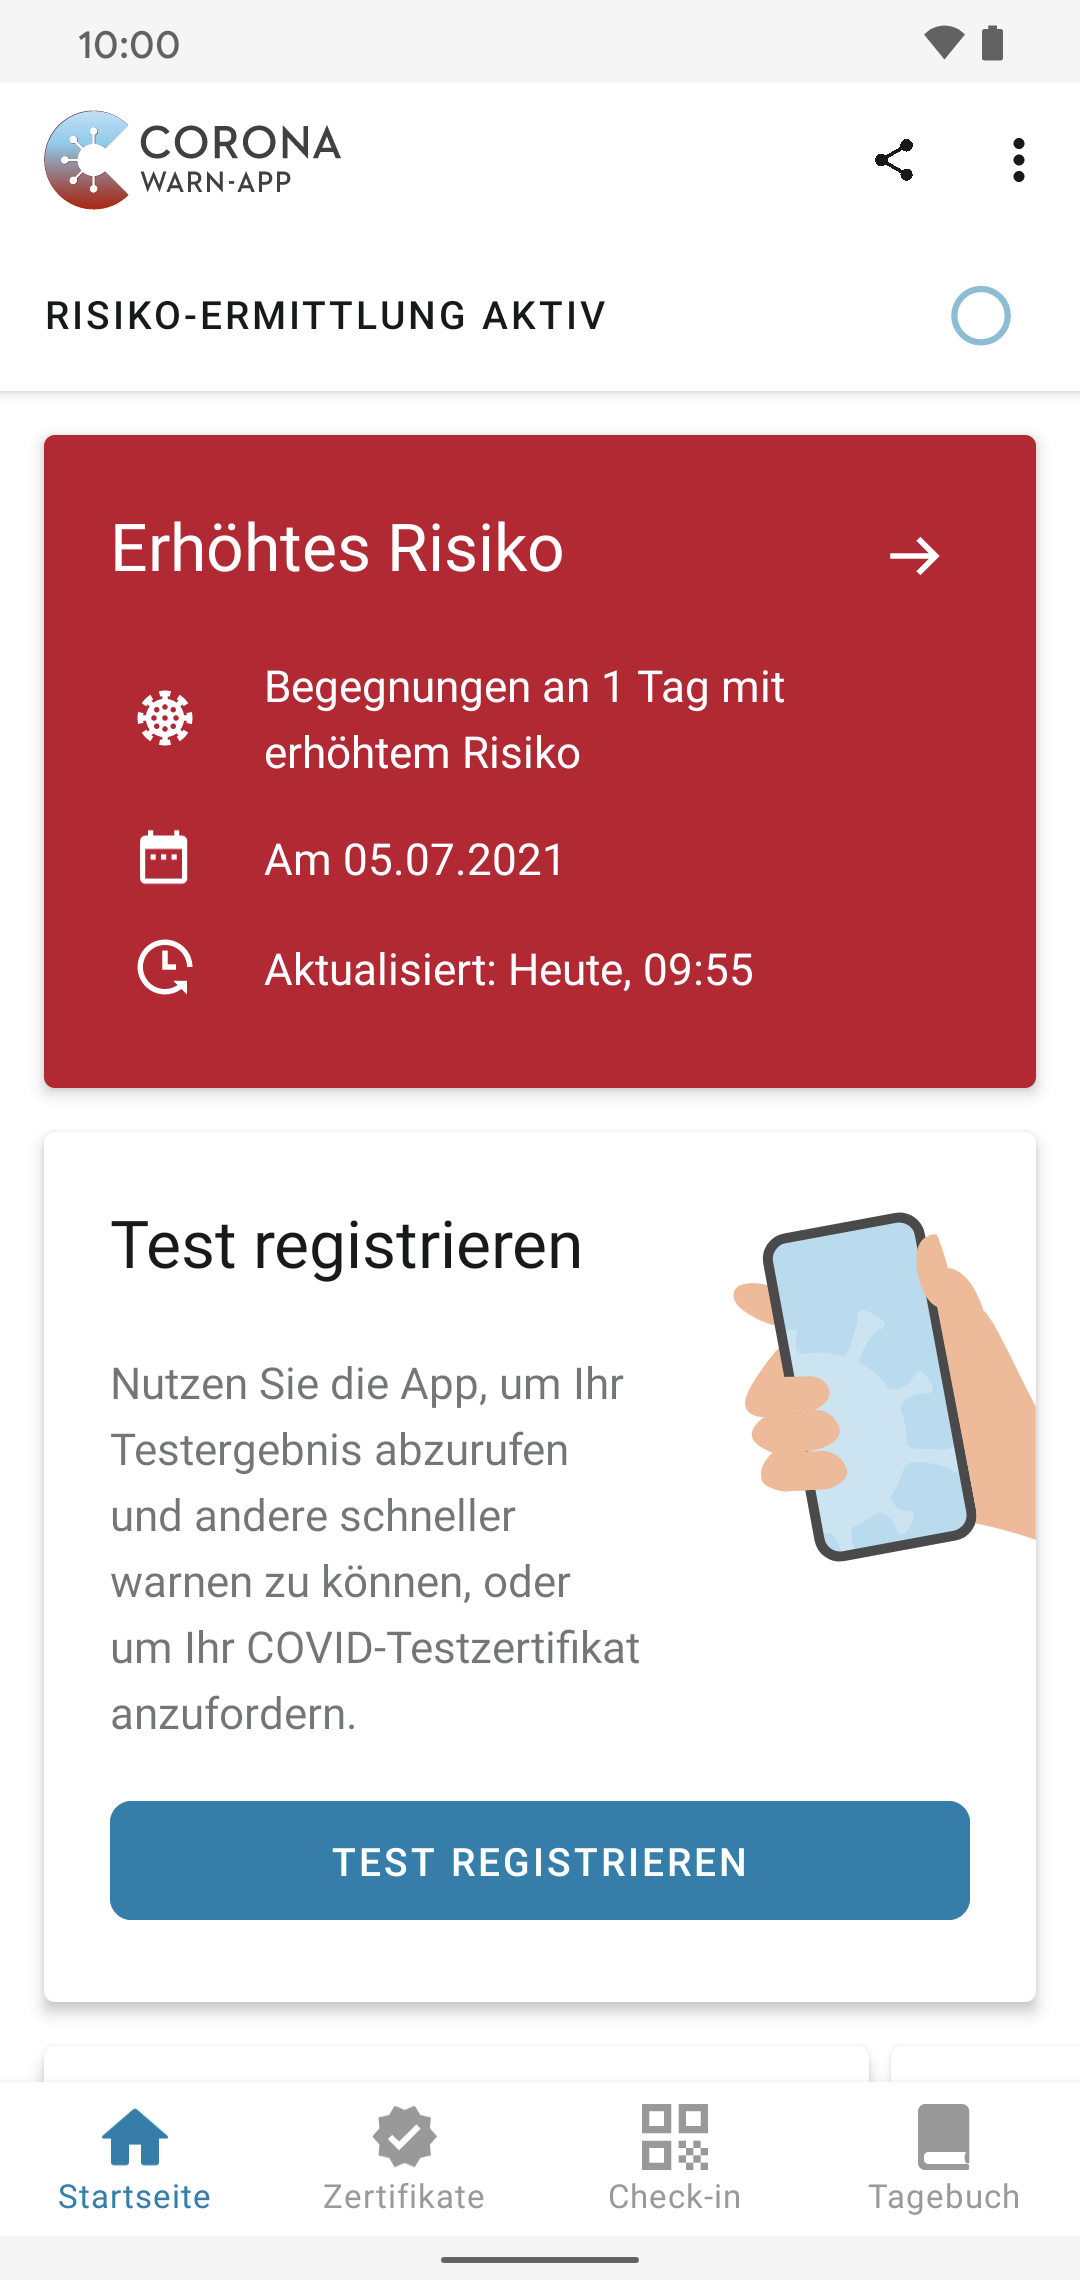 10:00
CORONA
WARN-APP
RISIKO-ERMITTLUNG AKTIV
Erhöhtes Risiko
Begegnungen an 1 Tag mit
erhöhtem Risiko
Am 05.07.2021
Aktualisiert: Heute, 09:55
Test registrieren
Nutzen Sie die App, um Ihr
Testergebnis abzurufen
und andere schneller
warnen zu können, oder
um Ihr COVID-Testzertifikat
anzufordern.
TEST REGISTRIEREN
Startseite
Zertifikate
Check-in
Tagebuch